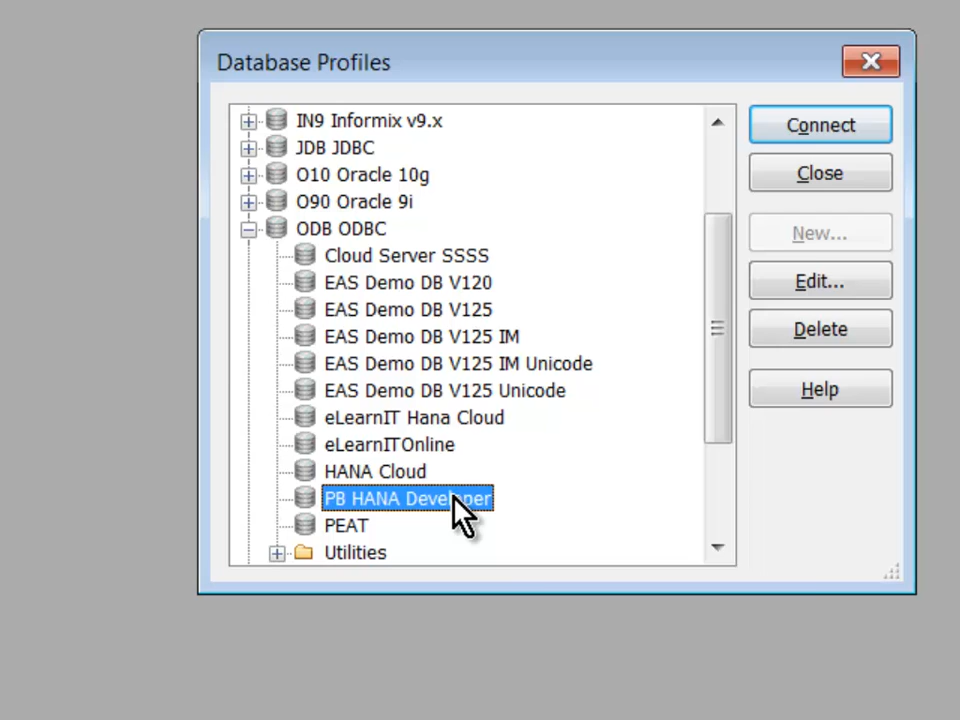 Database Profiles
IN9 Informix v9.x
JDB JDBC
O10 Oracle 10g
O90 Oracle 9i
ODB ODBC
Cloud Server SSSS
EAS Demo DB V120
EAS Demo DB V125
EAS Demo DB V125 IM
EAS Demo DB V125 IM Unicode
EAS Demo DB V125 Unicode
eLearnIT Hana Cloud
eLearnITOnline
HANA Cloud
PB HANA Developer
PEAT
Utilities
Connect
Close
New...
Edit...
Delete
Help